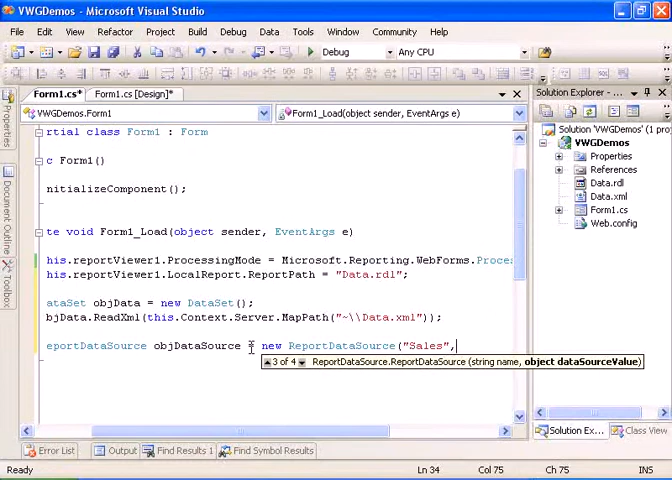 VWGDemos - Microsoft Visual Studio
File Edit View Refactor Project Build Debug Data Tools Window Community Help
Debug Any CPU
Form1.cs* Form1.cs [Design]*
VWGDemos.Form1 Form1_Load(object sender, EventArgs e)
rtial class Form1 : Form
c Form1()
nitializeComponent();
te void Form1_Load(object sender, EventArgs e)
his.reportViewer1.ProcessingMode = Microsoft.Reporting.WebForms.Proces
his.reportViewer1.LocalReport.ReportPath = "Data.rdl";
ataSet objData = new DataSet();
bjData.ReadXml(this.Context.Server.MapPath("~\\Data.xml"));
eportDataSource objDataSource = new ReportDataSource("Sales",
3 of 4 ReportDataSource.ReportDataSource (string name, object dataSourceValue)
Properties
Document Outline
Toolbox
Solution Explorer -
Solution 'VWGDemos' (1 proj
VWGDemos
Properties
References
Data.rdl
Data.xml
Form1.cs
Web.config
Solution Ex... Class View
Error List Output Find Results 1 Find Symbol Results
Ready Ln 34 Col 75 Ch 75